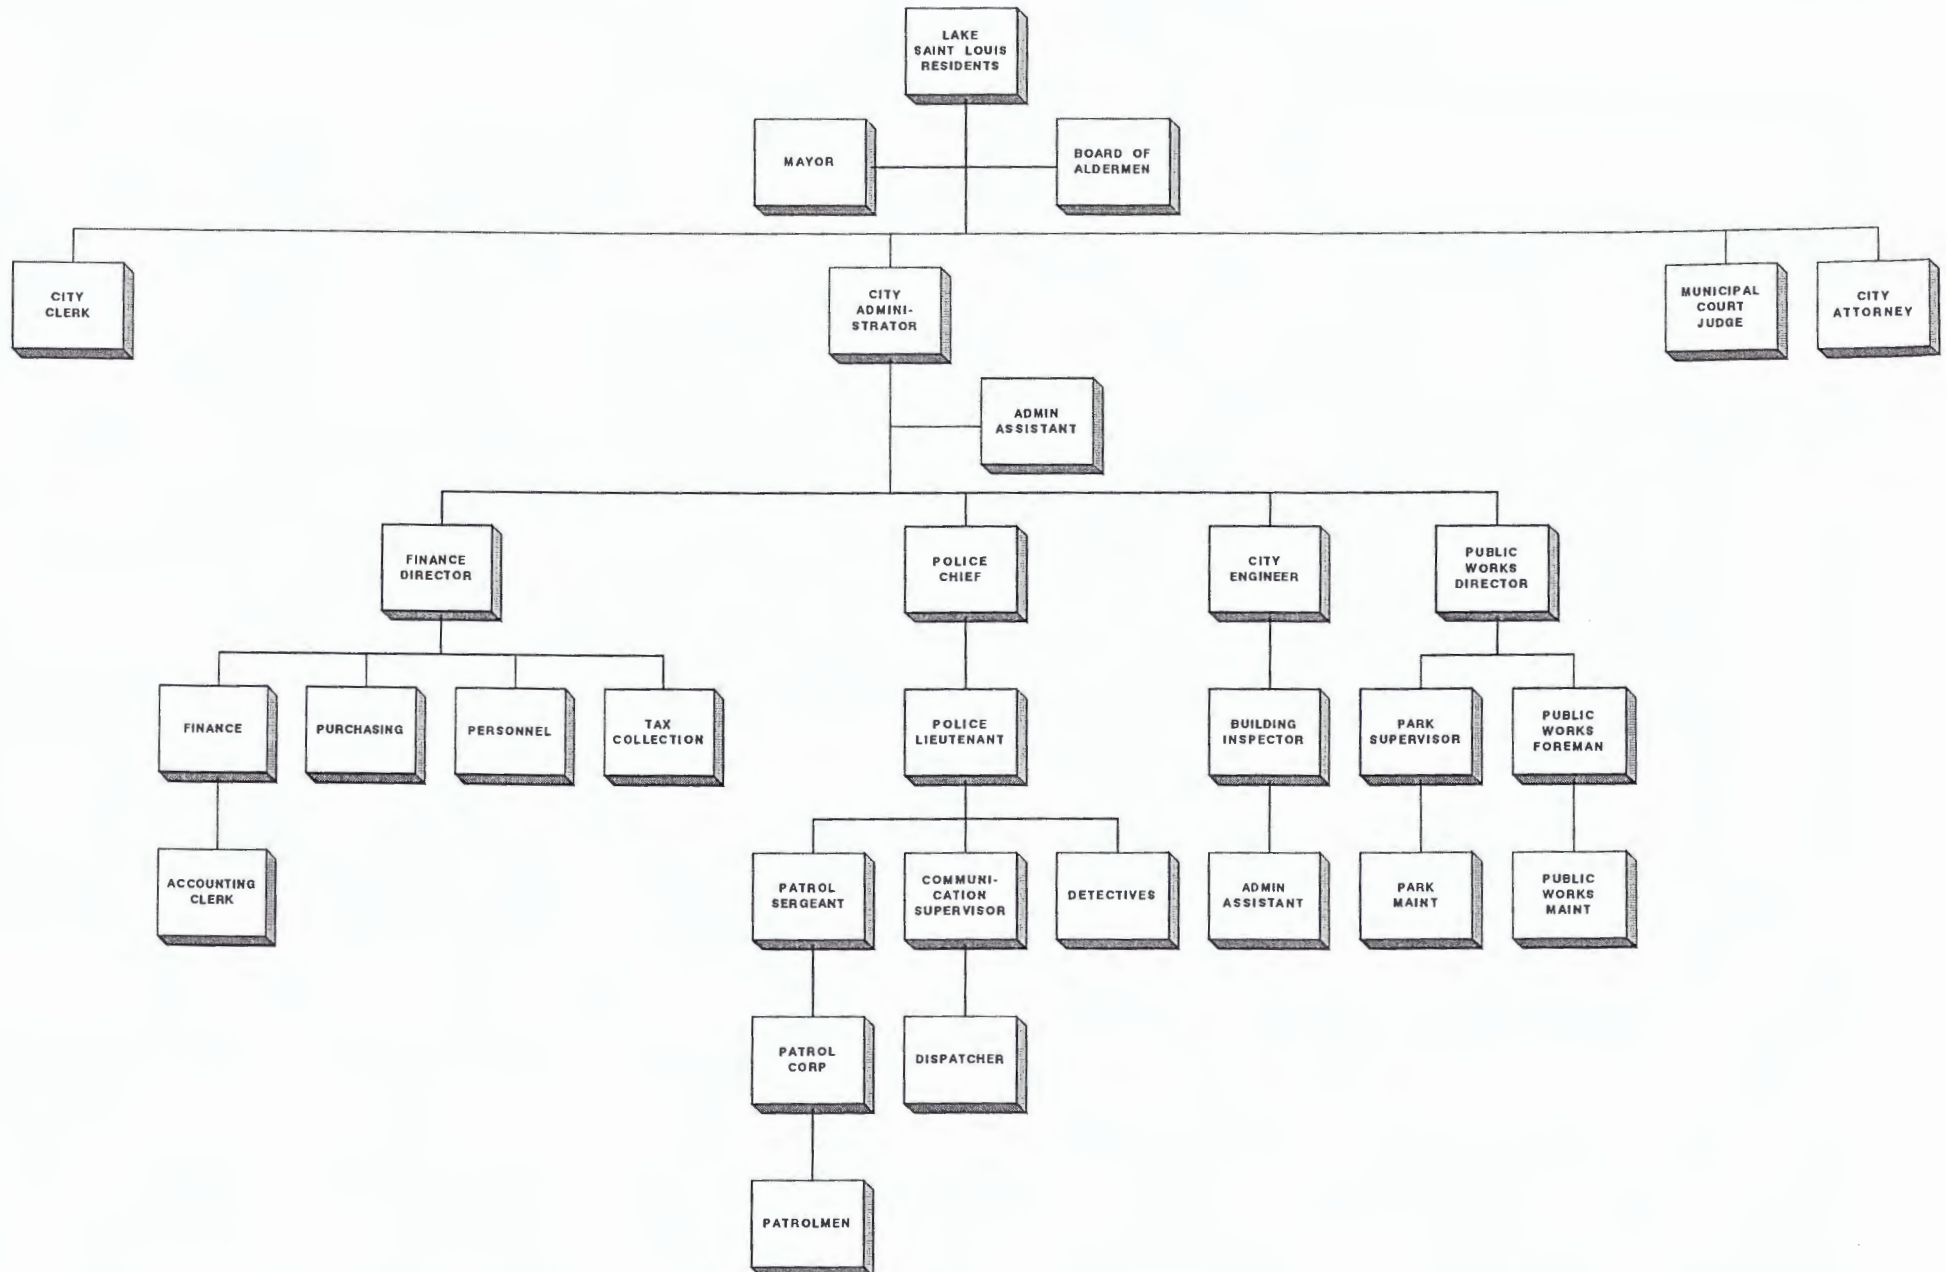 LAKE
SAINT LOUIS
RESIDENTS
MAYOR
BOARD OF
ALDERMEN
CITY
CLERK
CITY
ADMINI-
STRATOR
MUNICIPAL
COURT
JUDGE
CITY
ATTORNEY
ADMIN
ASSISTANT
FINANCE
DIRECTOR
POLICE
CHIEF
CITY
ENGINEER
PUBLIC
WORKS
DIRECTOR
FINANCE
PURCHASING
PERSONNEL
TAX
COLLECTION
POLICE
LIEUTENANT
BUILDING
INSPECTOR
PARK
SUPERVISOR
PUBLIC
WORKS
FOREMAN
ACCOUNTING
CLERK
PATROL
SERGEANT
COMMUNI-
CATION
SUPERVISOR
DETECTIVES
ADMIN
ASSISTANT
PARK
MAINT
PUBLIC
WORKS
MAINT
PATROL
CORP
DISPATCHER
PATROLMEN